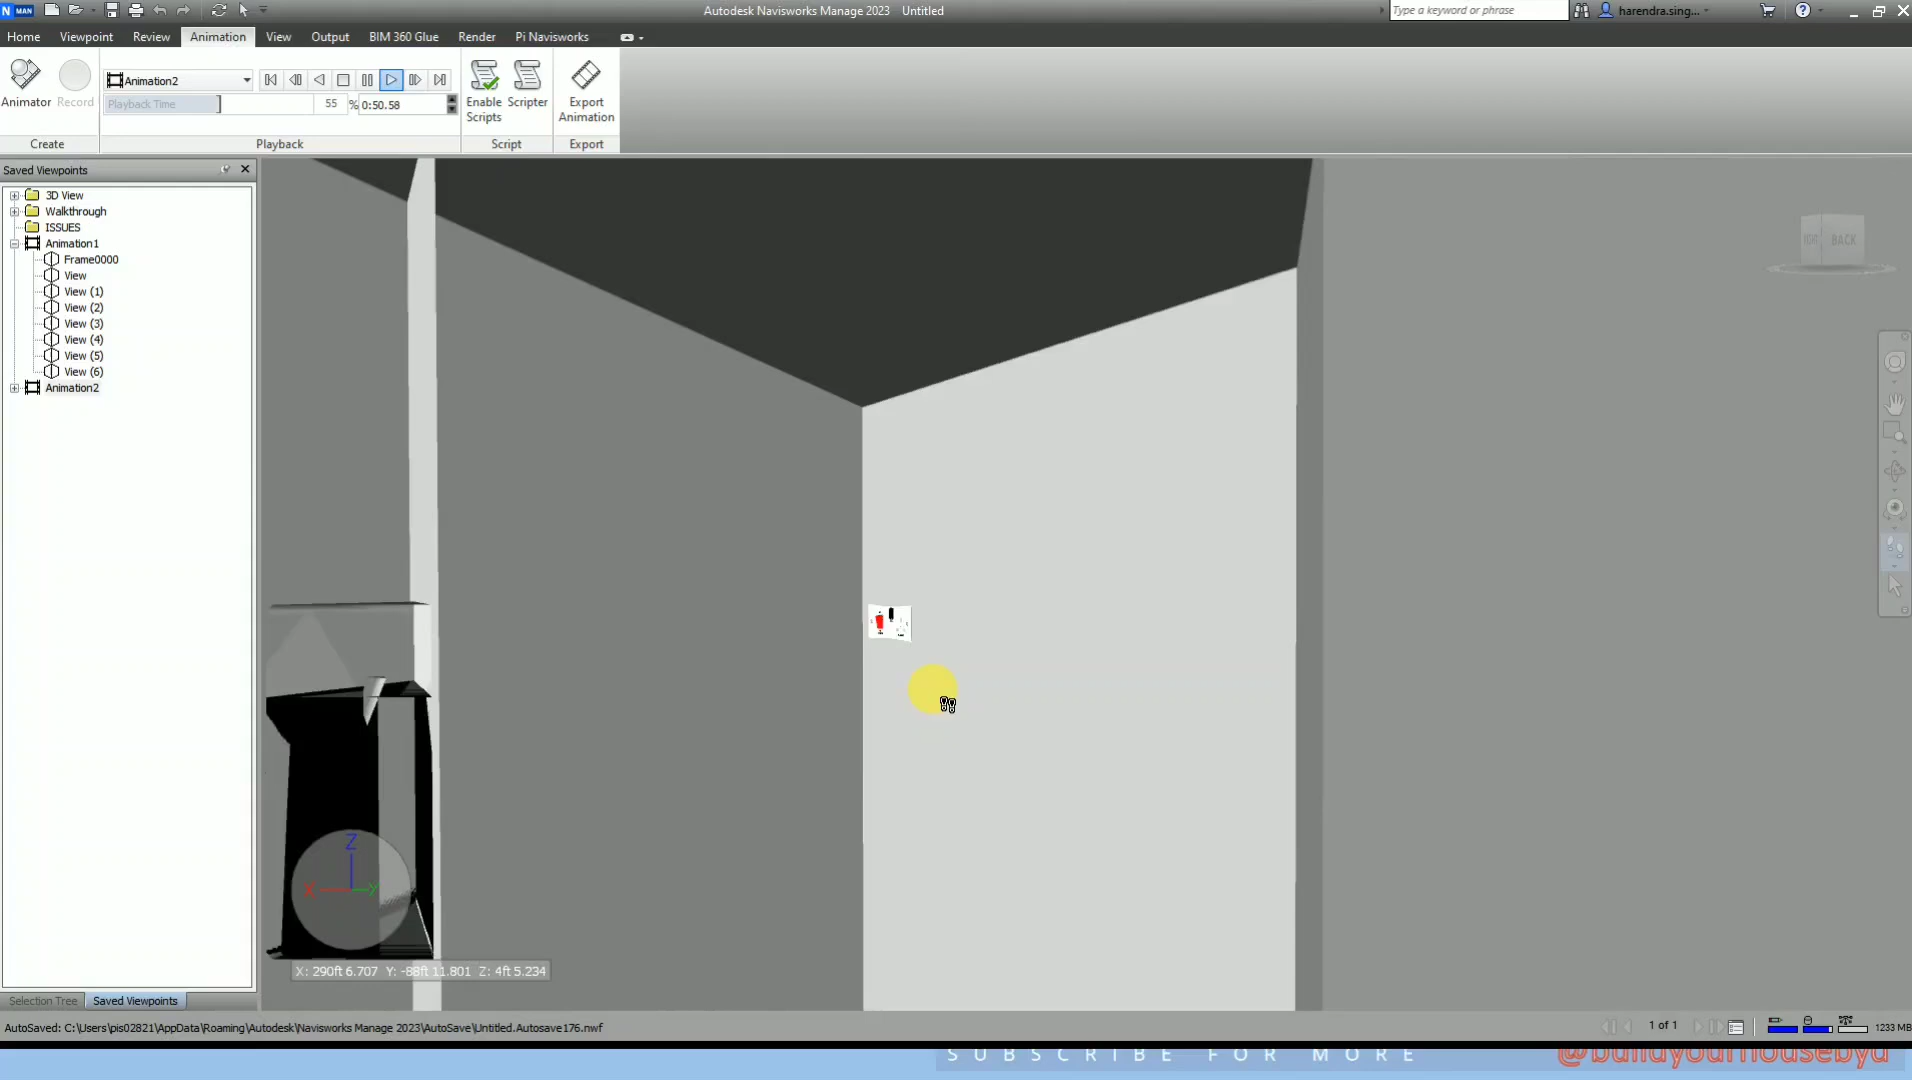 N MAN
Autodesk Navisworks Manage 2023 Untitled
Type a keyword or phrase
harendra.sing...
Home Viewpoint Review Animation View Output BIM 360 Glue Render Pi Navisworks
Animation2
Playback Time
55 % 0:50.58
Animator Record
Enable Scripts
Scripter
Export Animation
Create Playback Script Export
Saved Viewpoints
3D View
Walkthrough
ISSUES
Animation1
Frame0000
View
View (1)
View (2)
View (3)
View (4)
View (5)
View (6)
Animation2
BACK
Z
X Y
X: 290ft 6.707 Y: -88ft 11.801 Z: 4ft 5.234
Selection Tree Saved Viewpoints
AutoSaved: C:\Users\pis02821\AppData\Roaming\Autodesk\Navisworks Manage 2023\AutoSave\Untitled.Autosave176.nwf
1 of 1
1233 MB
SUBSCRIBE FOR MORE
@buildyourhousebyd